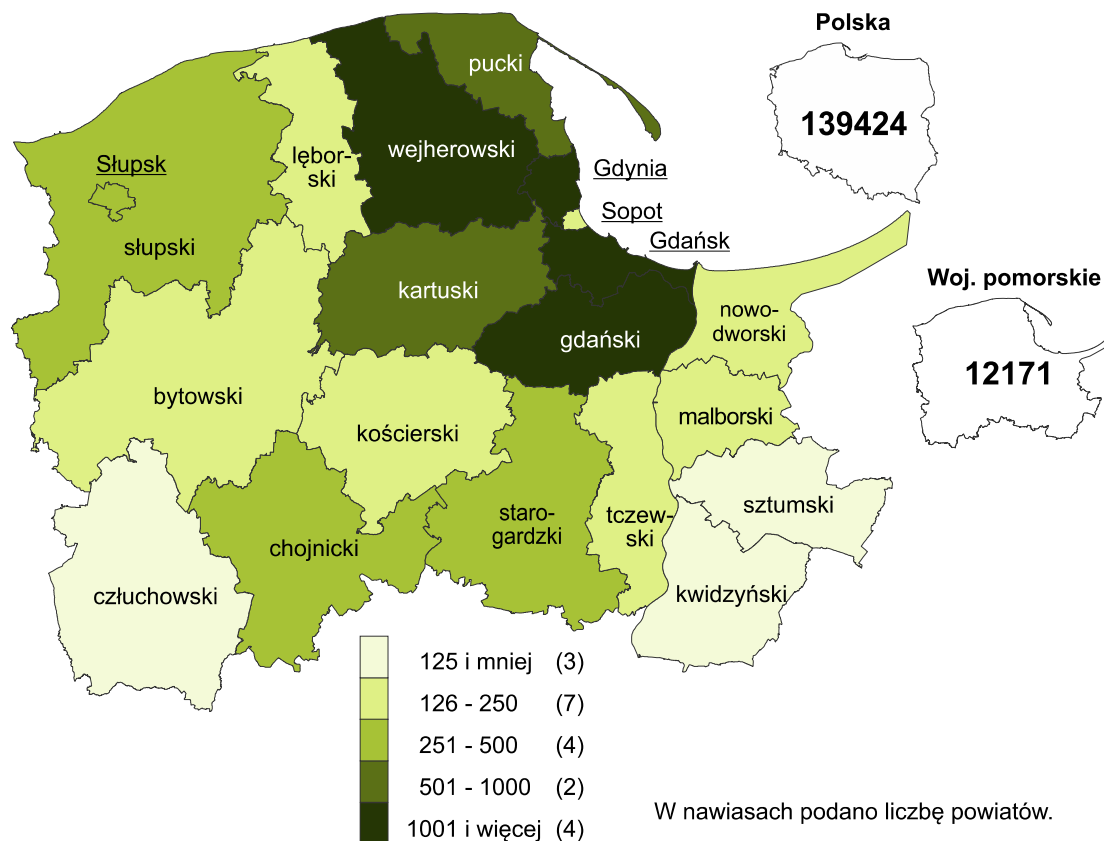 Polska
139424
pucki
wejherowski
lębor-
ski
Gdynia
Słupsk
Sopot
Gdańsk
słupski
Woj. pomorskie
12171
kartuski
nowo-
dworski
gdański
bytowski
malborski
kościerski
sztumski
staro-
gardzki
tczew-
ski
chojnicki
człuchowski
kwidzyński
125 i mniej (3)
126 - 250 (7)
251 - 500 (4)
501 - 1000 (2)
1001 i więcej (4)
W nawiasach podano liczbę powiatów.